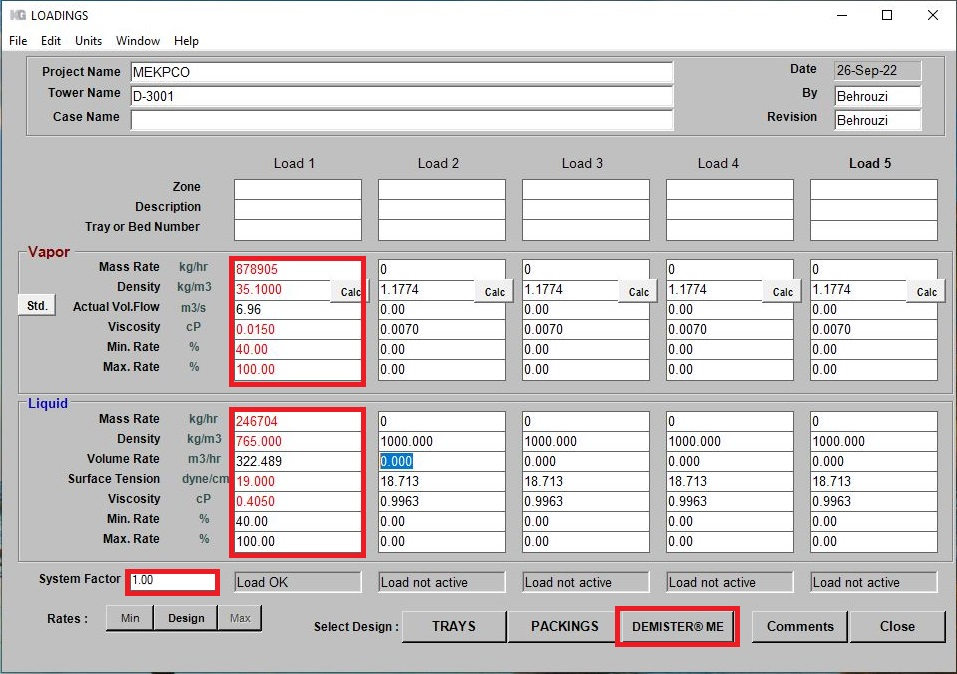 KG LOADINGS
File Edit Units Window Help
Project Name MEKPCO Date 26-Sep-22
Tower Name D-3001 By Behrouzi
Case Name Revision Behrouzi
Load 1 Load 2 Load 3 Load 4 Load 5
Zone
Description
Tray or Bed Number
Vapor
Mass Rate kg/hr 878905 0 0 0 0
Density kg/m3 35.1000 Calc 1.1774 Calc 1.1774 Calc 1.1774 Calc 1.1774 Calc
Std. Actual Vol.Flow m3/s 6.96 0.00 0.00 0.00 0.00
Viscosity cP 0.0150 0.0070 0.0070 0.0070 0.0070
Min. Rate % 40.00 0.00 0.00 0.00 0.00
Max. Rate % 100.00 0.00 0.00 0.00 0.00
Liquid
Mass Rate kg/hr 246704 0 0 0 0
Density kg/m3 765.000 1000.000 1000.000 1000.000 1000.000
Volume Rate m3/hr 322.489 0.000 0.000 0.000 0.000
Surface Tension dyne/cm 19.000 18.713 18.713 18.713 18.713
Viscosity cP 0.4050 0.9963 0.9963 0.9963 0.9963
Min. Rate % 40.00 0.00 0.00 0.00 0.00
Max. Rate % 100.00 0.00 0.00 0.00 0.00
System Factor 1.00 Load OK Load not active Load not active Load not active Load not active
Rates : Min Design Max Select Design : TRAYS PACKINGS DEMISTER® ME Comments Close